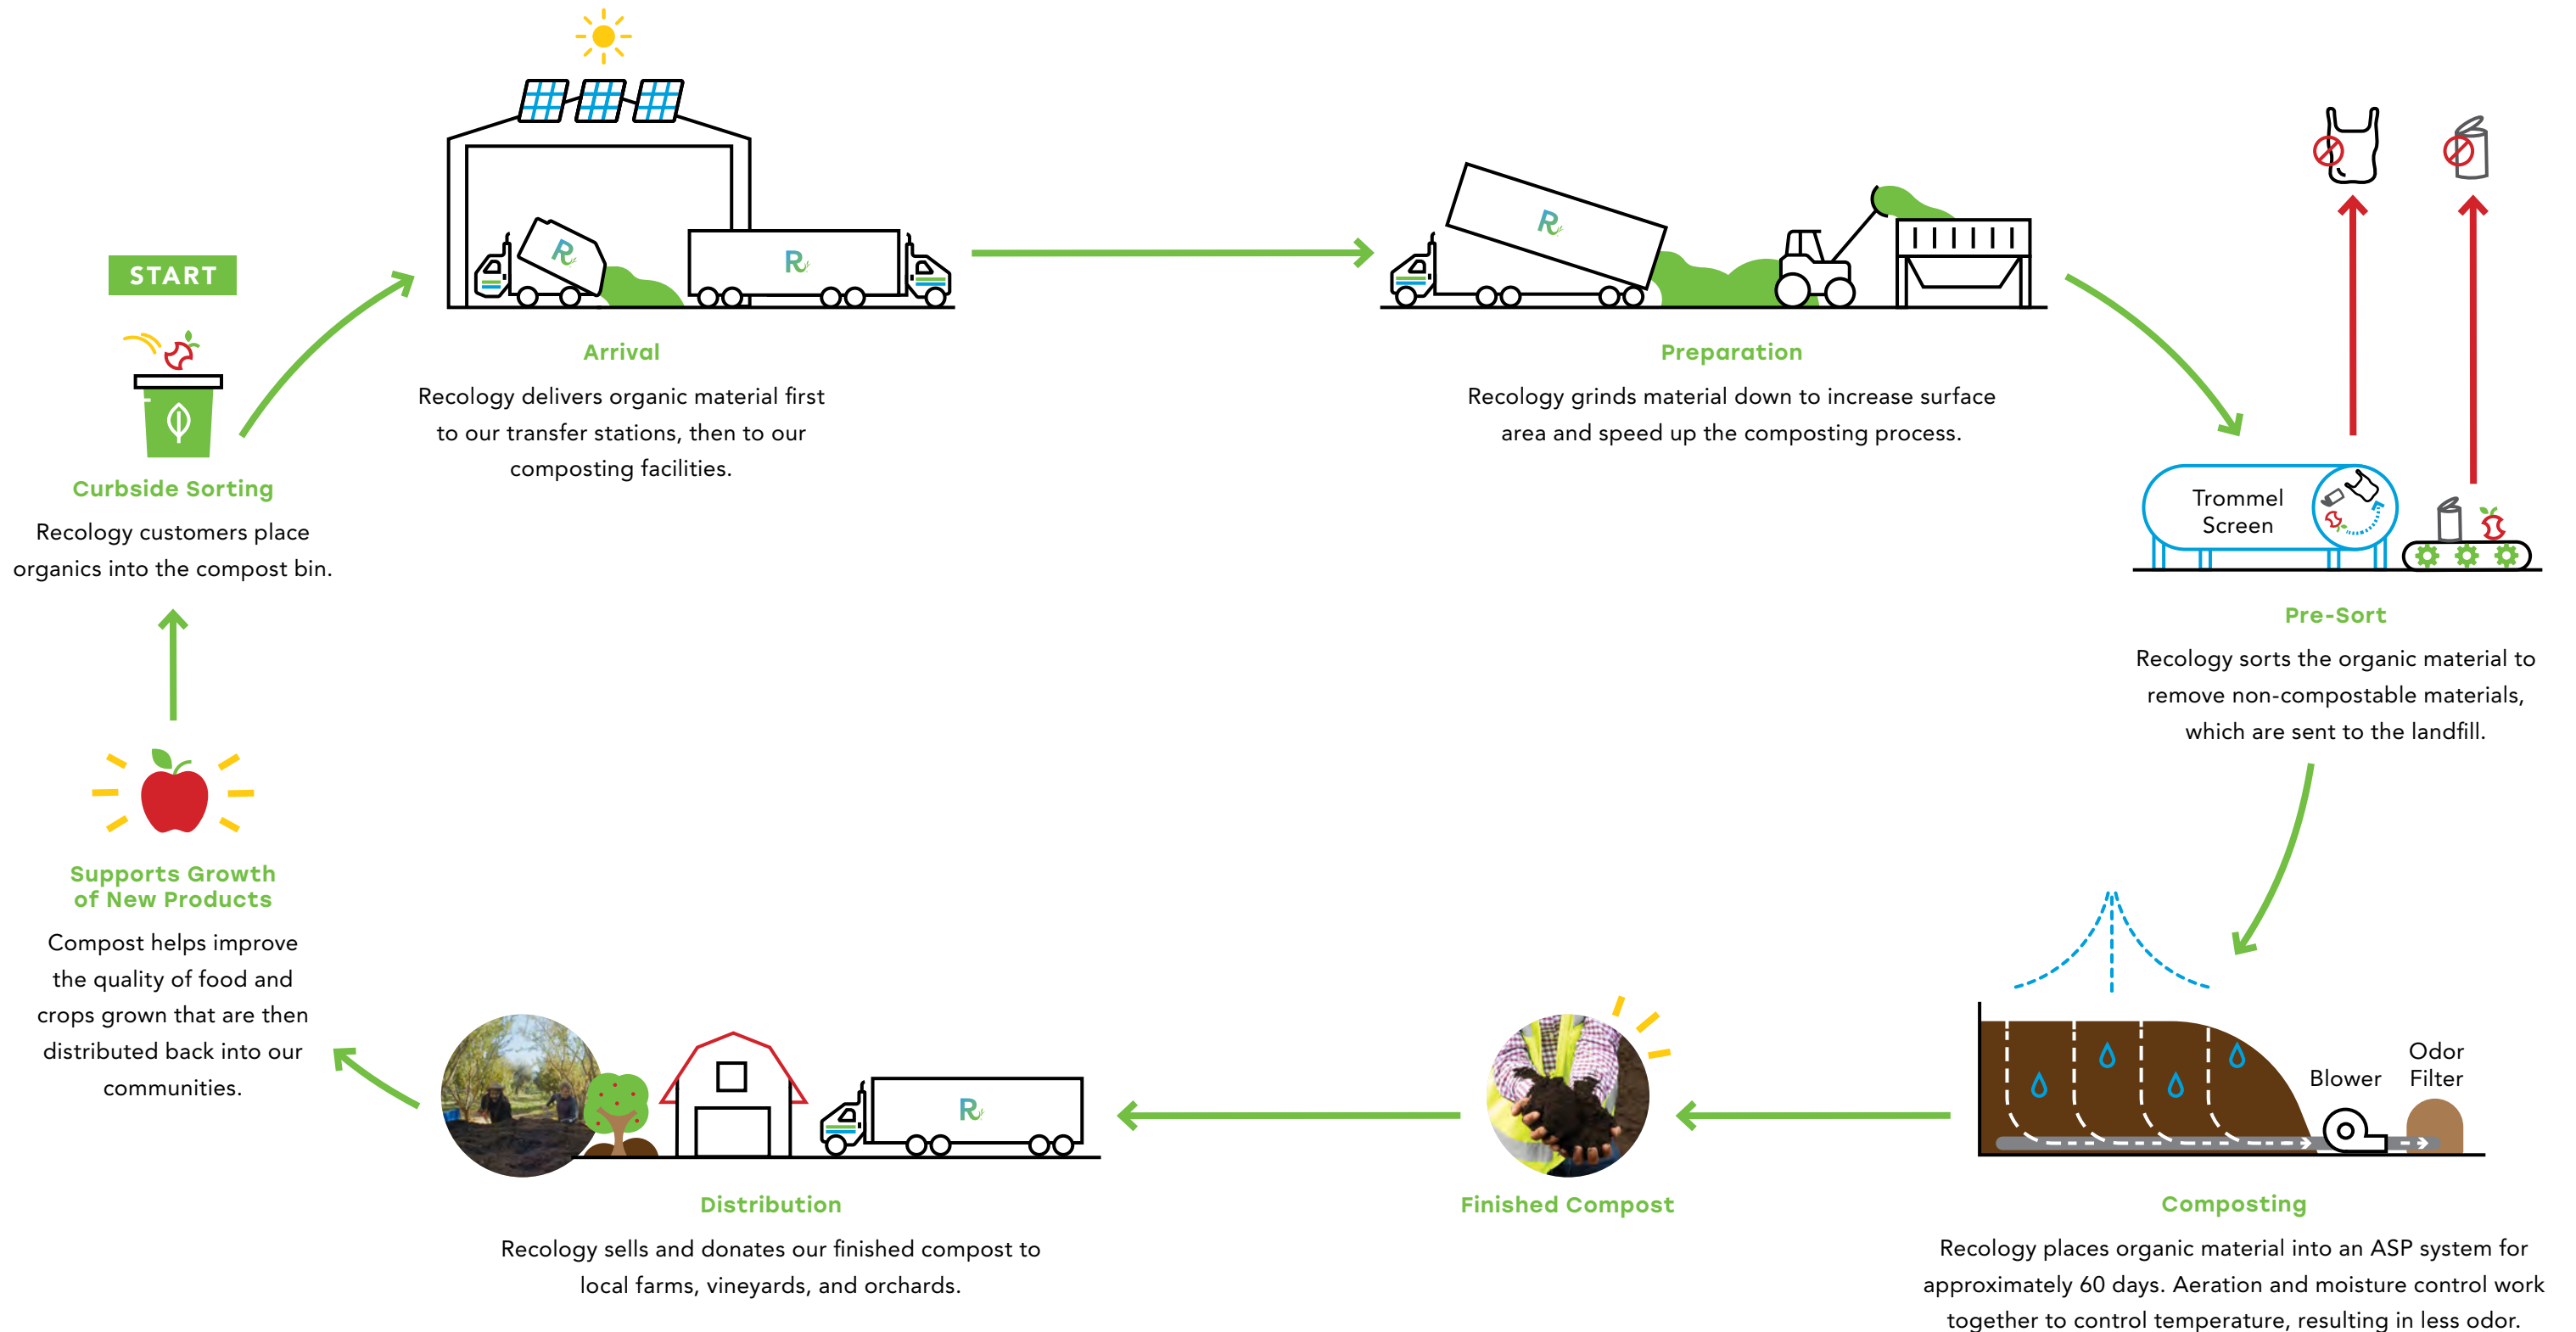 START
Curbside Sorting
Recology customers place
organics into the compost bin.
Arrival
Recology delivers organic material first
to our transfer stations, then to our
composting facilities.
Preparation
Recology grinds material down to increase surface
area and speed up the composting process.
Trommel
Screen
Pre-Sort
Recology sorts the organic material to
remove non-compostable materials,
which are sent to the landfill.
Blower
Odor
Filter
Composting
Recology places organic material into an ASP system for
approximately 60 days. Aeration and moisture control work
together to control temperature, resulting in less odor.
Finished Compost
R
Distribution
Recology sells and donates our finished compost to
local farms, vineyards, and orchards.
Supports Growth
of New Products
Compost helps improve
the quality of food and
crops grown that are then
distributed back into our
communities.
R
R
R